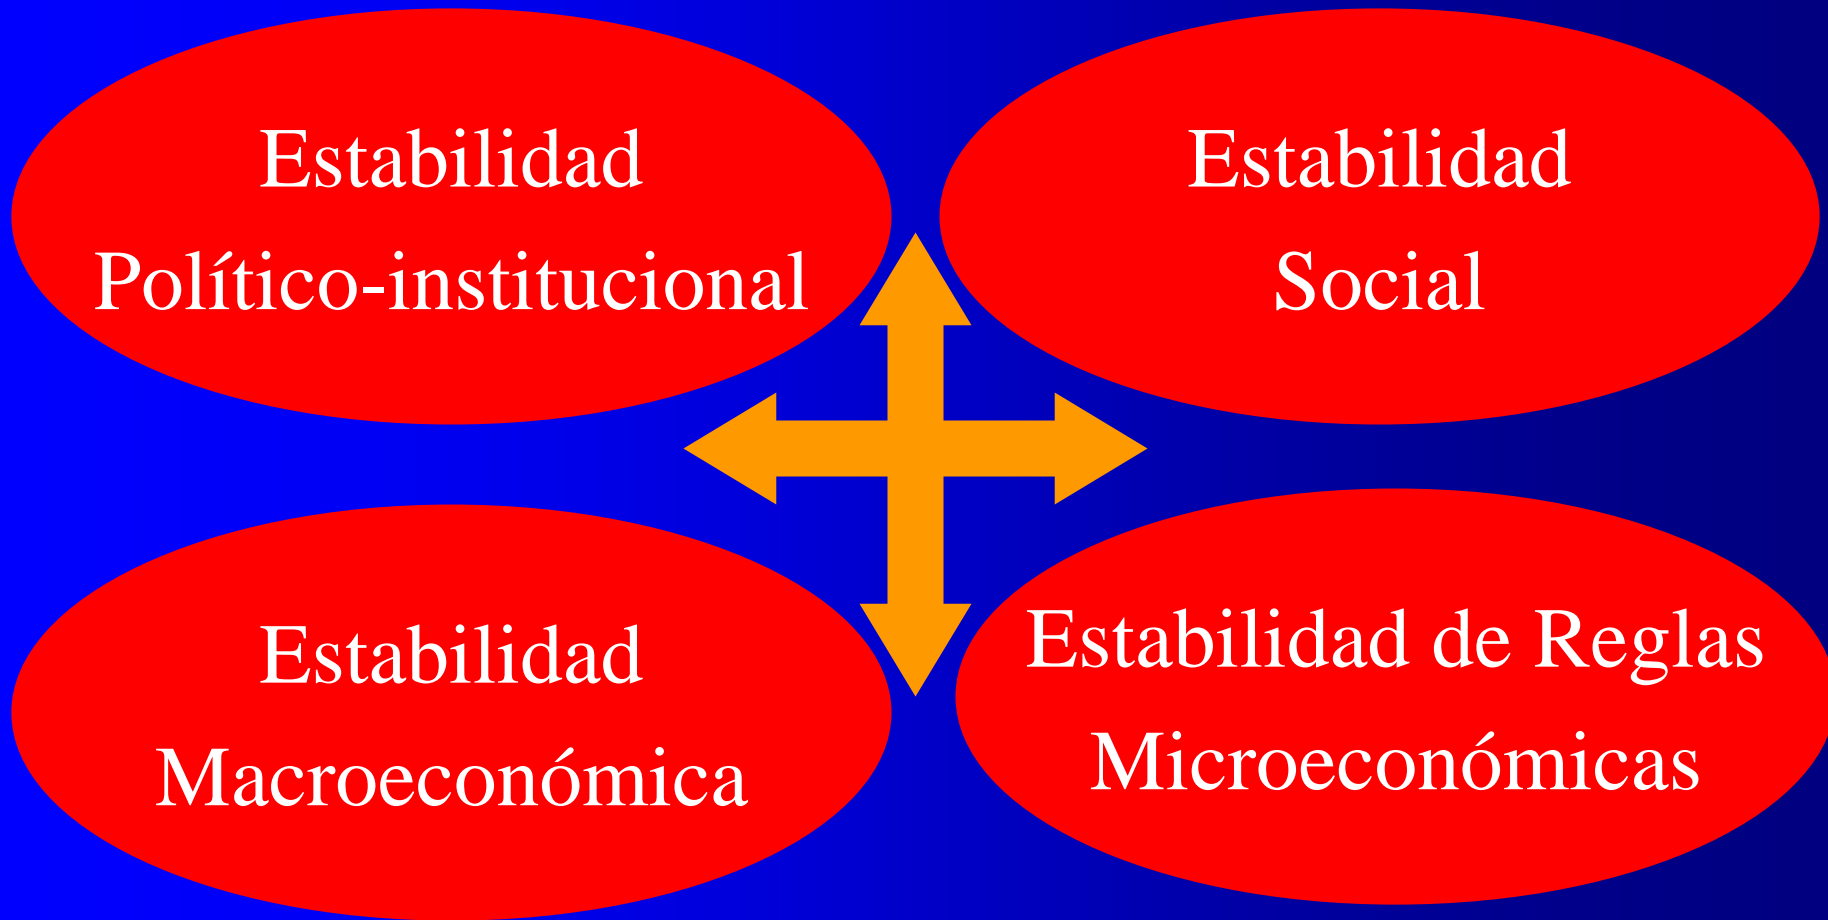 Estabilidad
Político-institucional
Estabilidad
Social
Estabilidad
Macroeconómica
Estabilidad de Reglas
Microeconómicas